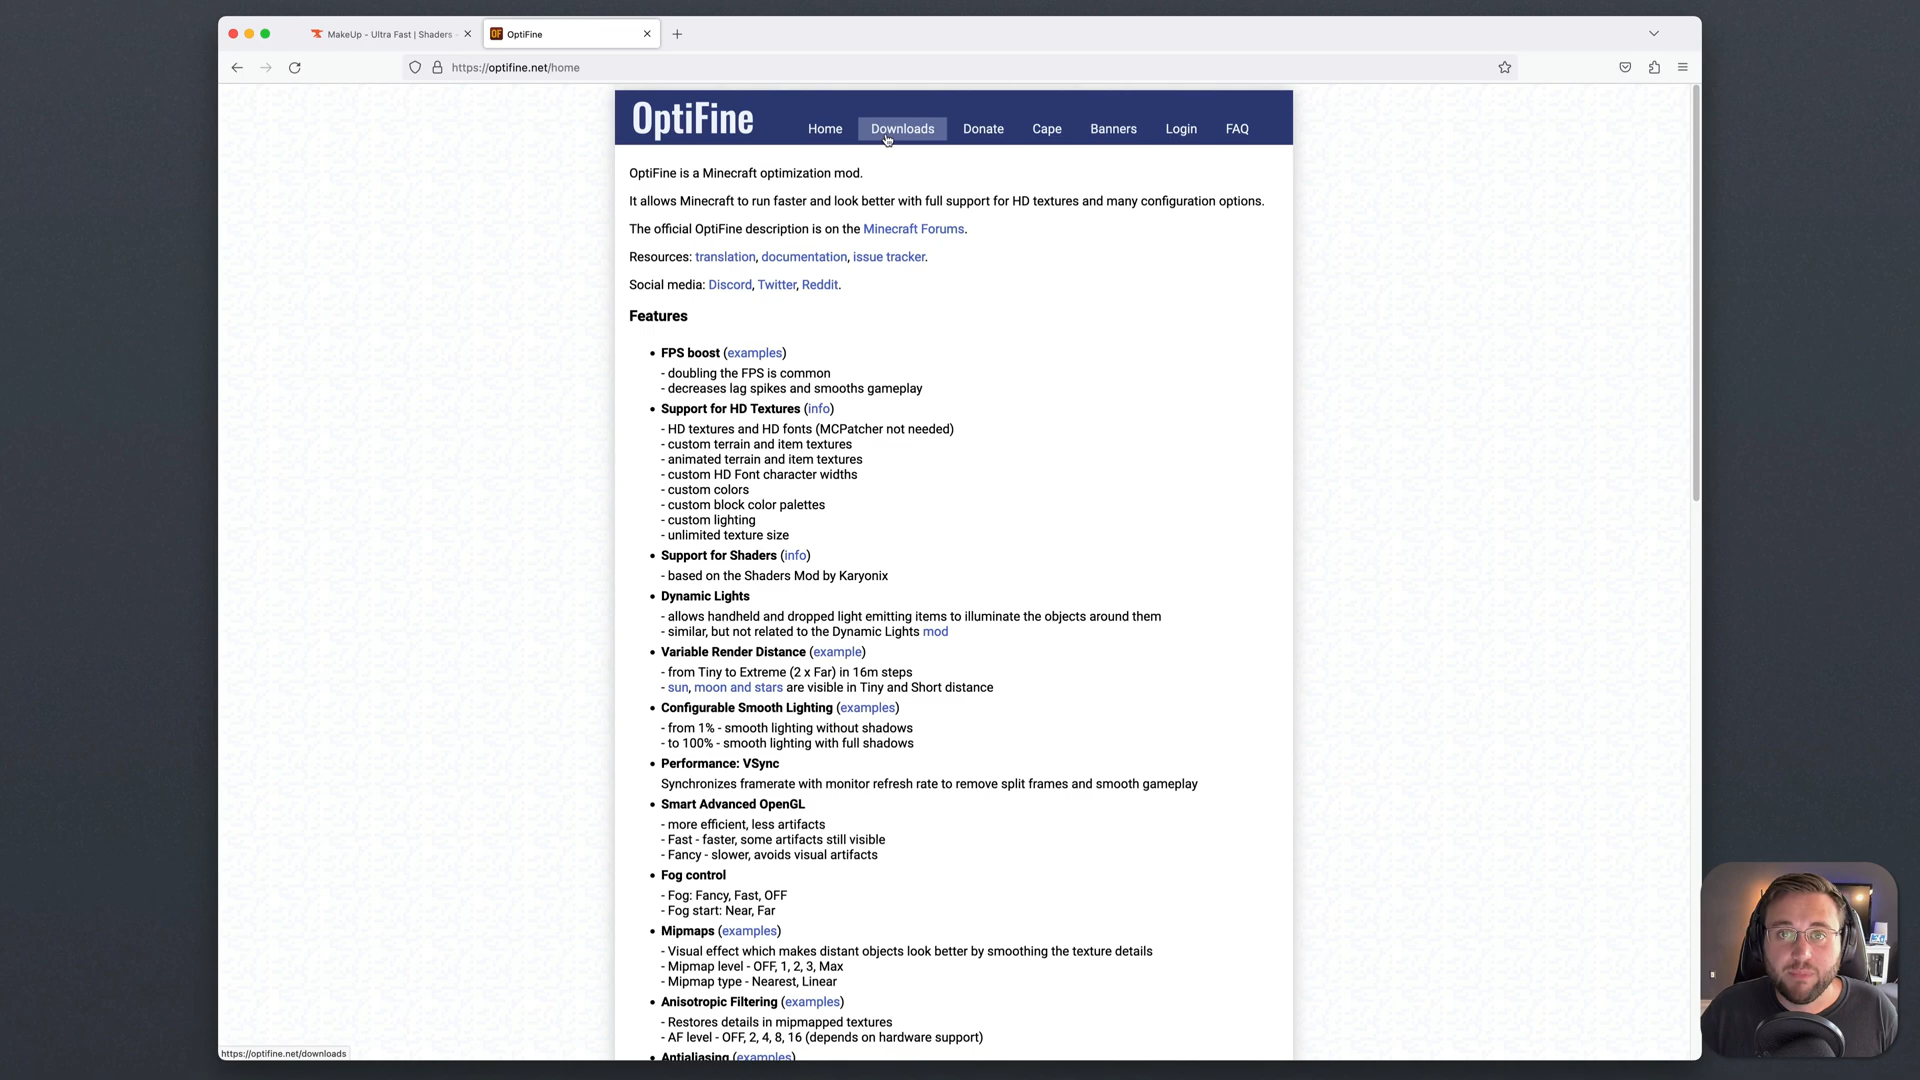 MakeUp - Ultra Fast | Shaders -
OptiFine
https://optifine.net/home
OptiFine
Home Downloads Donate Cape Banners Login FAQ
OptiFine is a Minecraft optimization mod.
It allows Minecraft to run faster and look better with full support for HD textures and many configuration options.
The official OptiFine description is on the Minecraft Forums.
Resources: translation, documentation, issue tracker.
Social media: Discord, Twitter, Reddit.
Features
• FPS boost (examples)
- doubling the FPS is common
- decreases lag spikes and smooths gameplay
• Support for HD Textures (info)
- HD textures and HD fonts (MCPatcher not needed)
- custom terrain and item textures
- animated terrain and item textures
- custom HD Font character widths
- custom colors
- custom block color palettes
- custom lighting
- unlimited texture size
• Support for Shaders (info)
- based on the Shaders Mod by Karyonix
• Dynamic Lights
- allows handheld and dropped light emitting items to illuminate the objects around them
- similar, but not related to the Dynamic Lights mod
• Variable Render Distance (example)
- from Tiny to Extreme (2 x Far) in 16m steps
- sun, moon and stars are visible in Tiny and Short distance
• Configurable Smooth Lighting (examples)
- from 1% - smooth lighting without shadows
- to 100% - smooth lighting with full shadows
• Performance: VSync
Synchronizes framerate with monitor refresh rate to remove split frames and smooth gameplay
• Smart Advanced OpenGL
- more efficient, less artifacts
- Fast - faster, some artifacts still visible
- Fancy - slower, avoids visual artifacts
• Fog control
- Fog: Fancy, Fast, OFF
- Fog start: Near, Far
• Mipmaps (examples)
- Visual effect which makes distant objects look better by smoothing the texture details
- Mipmap level - OFF, 1, 2, 3, Max
- Mipmap type - Nearest, Linear
• Anisotropic Filtering (examples)
- Restores details in mipmapped textures
- AF level - OFF, 2, 4, 8, 16 (depends on hardware support)
• Antialiasing (examples)
https://optifine.net/downloads